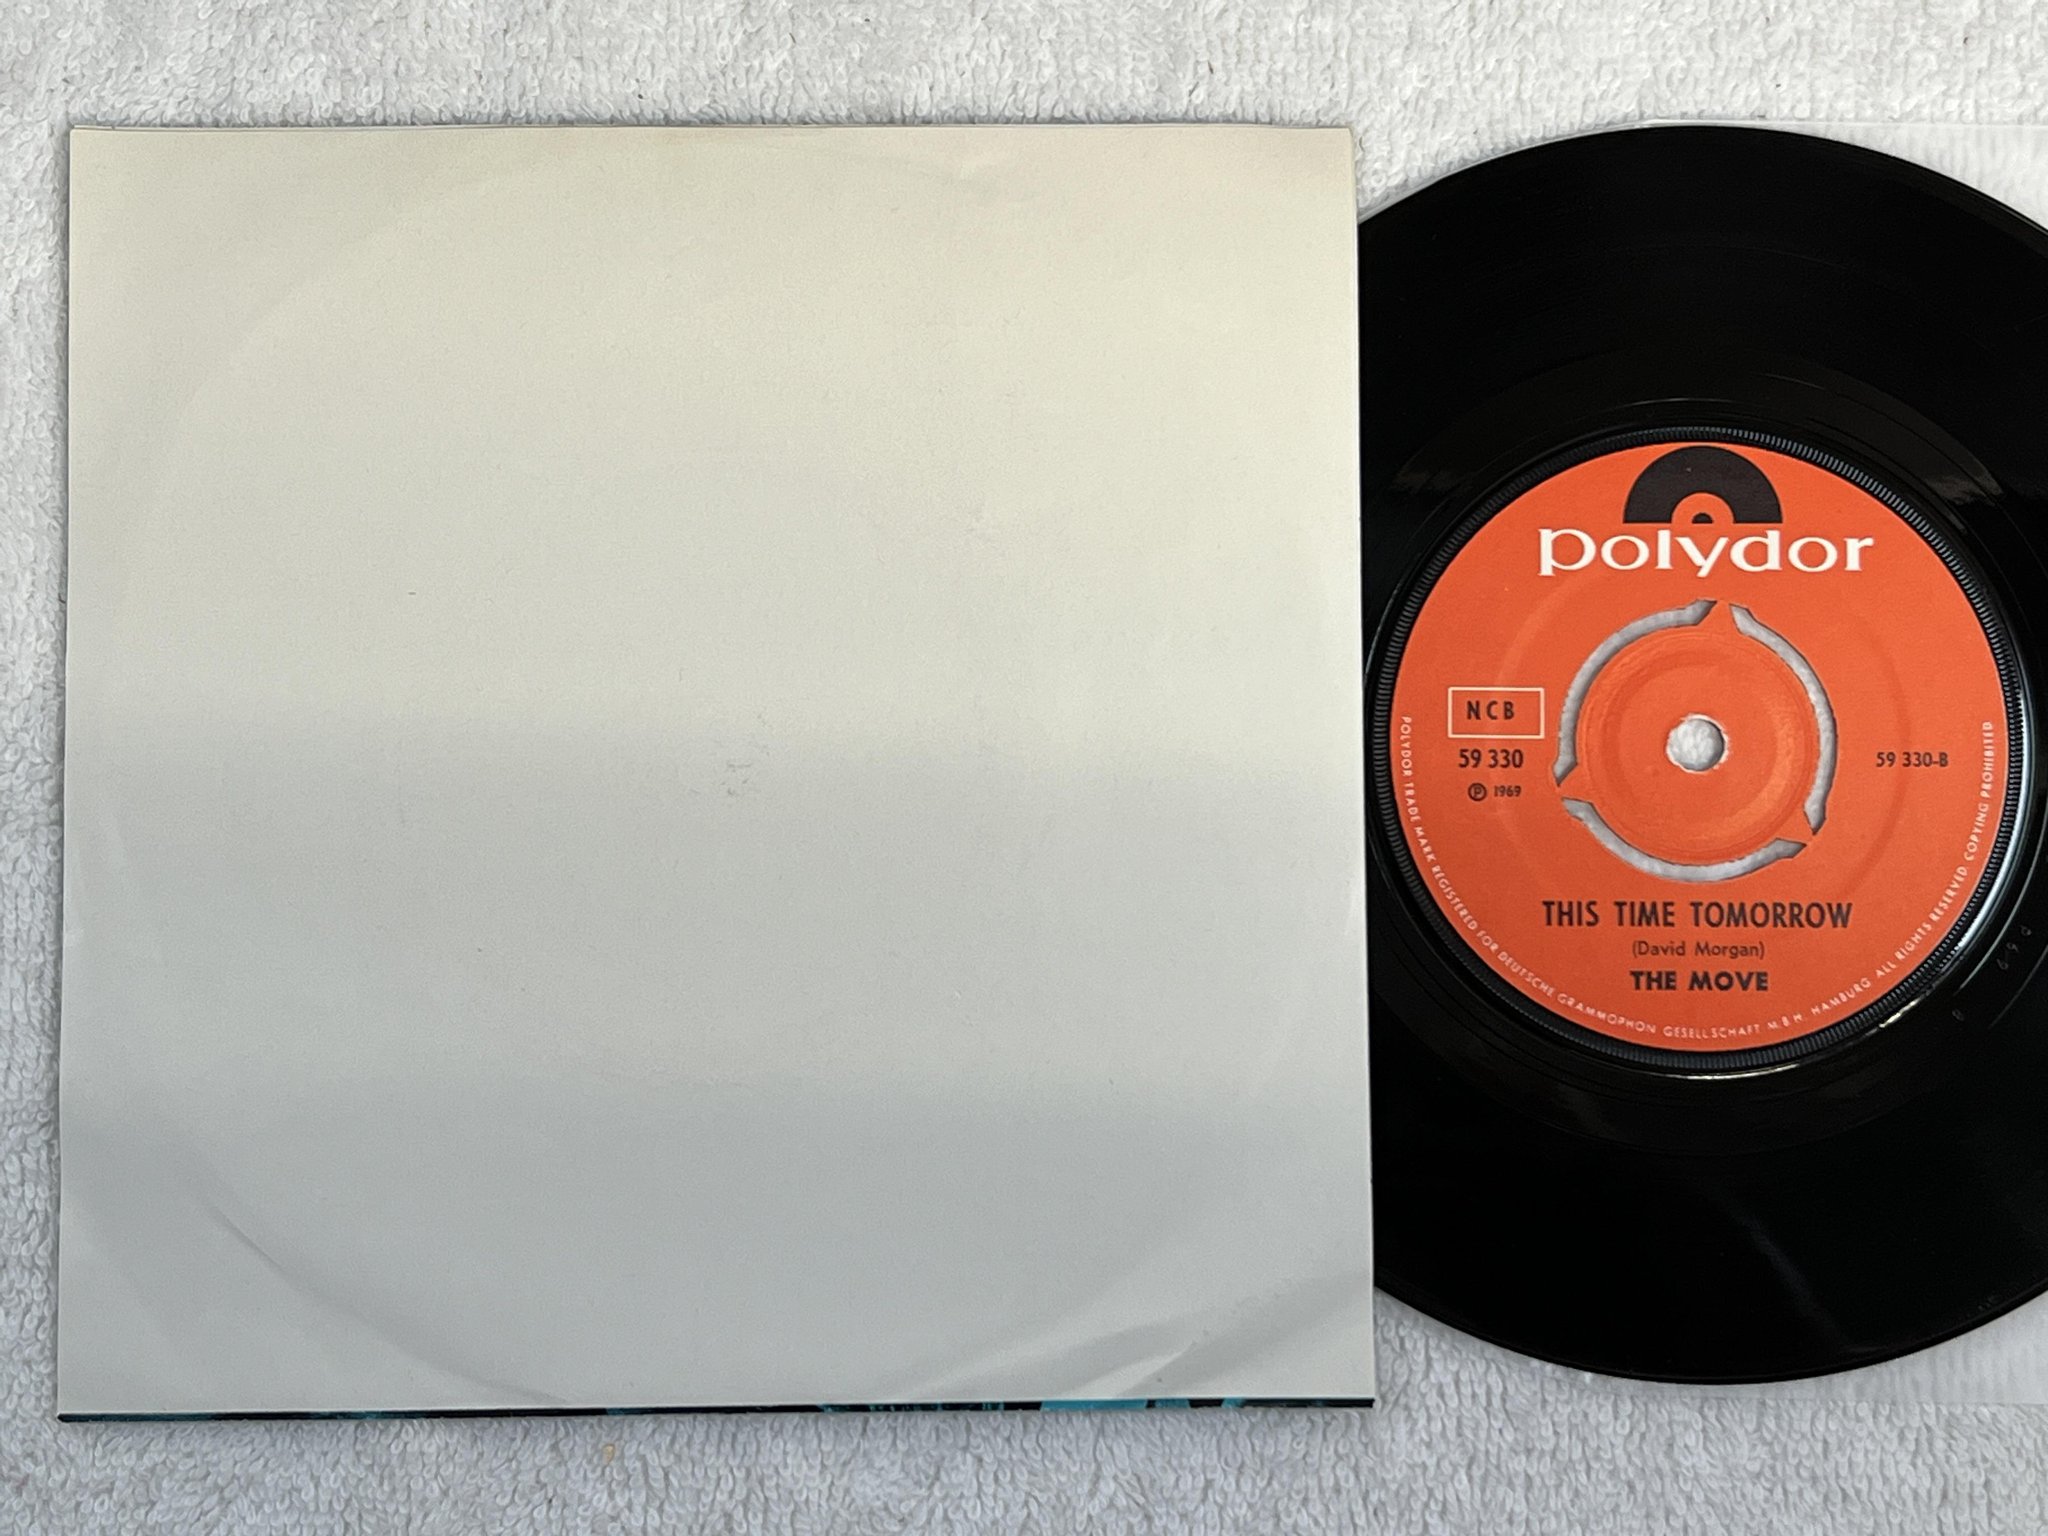 polydor
NCB
59 330
Ⓟ 1969
59 330-B
THIS TIME TOMORROW
(David Morgan)
THE MOVE
POLYDOR TRADE MARK REGISTERED FOR DEUTSCHE GRAMMOPHON GESELLSCHAFT M.B.H. HAMBURG ALL RIGHTS RESERVED. COPYING PROHIBITED